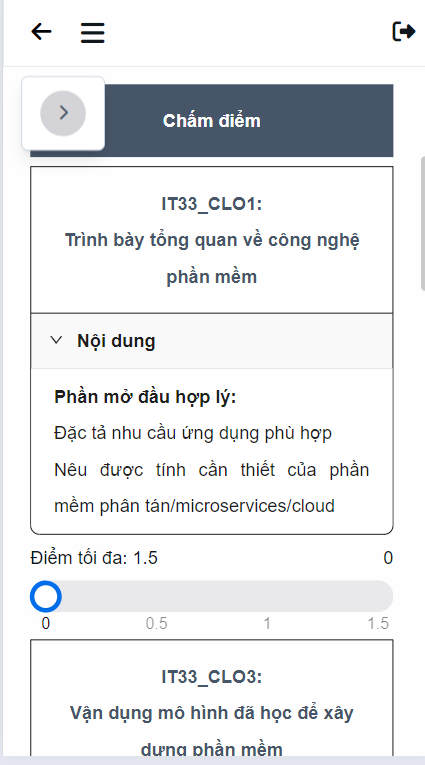 Chấm điểm
IT33_CLO1:
Trình bày tổng quan về công nghệ
phần mềm
Nội dung
Phần mở đầu hợp lý:
Đặc tả nhu cầu ứng dụng phù hợp
Nêu được tính cần thiết của phần
mềm phân tán/microservices/cloud
Điểm tối đa: 1.5 0
0 0.5 1 1.5
IT33_CLO3:
Vận dụng mô hình đã học để xây
dựng phần mềm